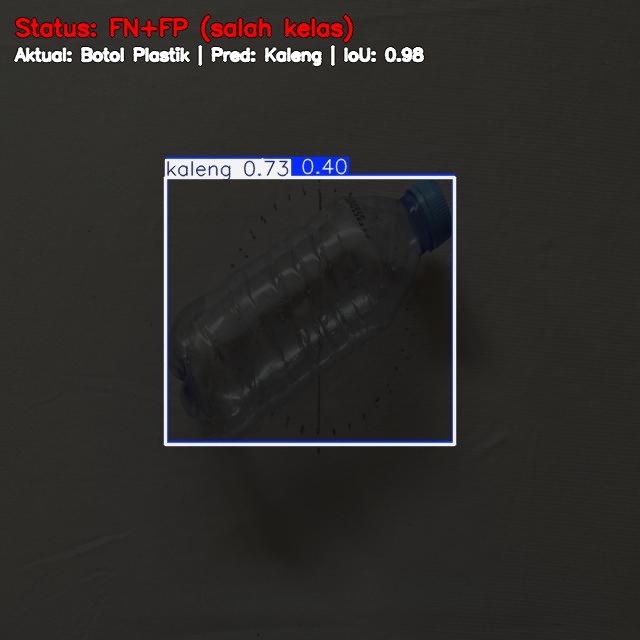 Status: FN+FP (salah kelas)
Aktual: Botol Plastik | Pred: Kaleng | IoU: 0.98
kaleng 0.73 0.40